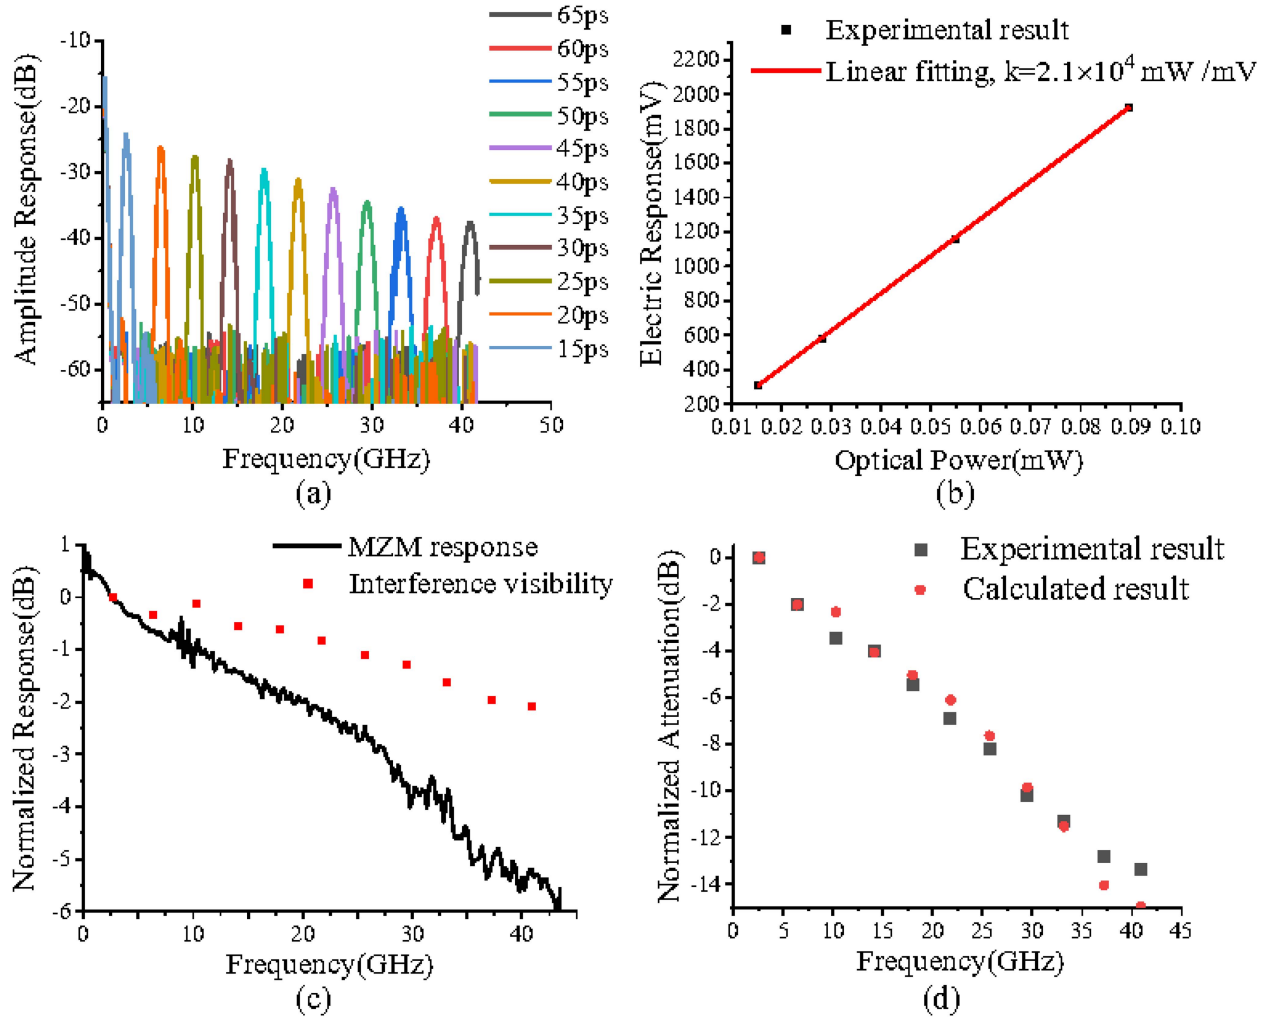 65ps
60ps
55ps
50ps
45ps
40ps
35ps
30ps
25ps
20ps
15ps
Amplitude Response(dB)
-10
-20
-30
-40
-50
-60
0 10 20 30 40 50
Frequency(GHz)
(a)
Experimental result
Linear fitting, k=2.1×10⁴ mW /mV
Electric Response(mV)
2200
2000
1800
1600
1400
1200
1000
800
600
400
200
0.01 0.02 0.03 0.04 0.05 0.06 0.07 0.08 0.09 0.10
Optical Power(mW)
(b)
MZM response
Interference visibility
Normalized Response(dB)
1
0
-1
-2
-3
-4
-5
-6
0 10 20 30 40
Frequency(GHz)
(c)
Experimental result
Calculated result
Normalized Attenuation(dB)
0
-2
-4
-6
-8
-10
-12
-14
0 5 10 15 20 25 30 35 40 45
Frequency(GHz)
(d)